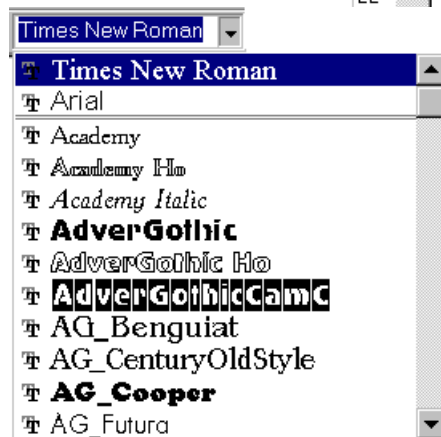 Times New Roman
Times New Roman
Arial
Academy
Academy Ho
Academy Italic
AdverGothic
AdverGothic Ho
AdverGothicCamC
AG_Benguiat
AG_CenturyOldStyle
AG_Cooper
AG_Futura